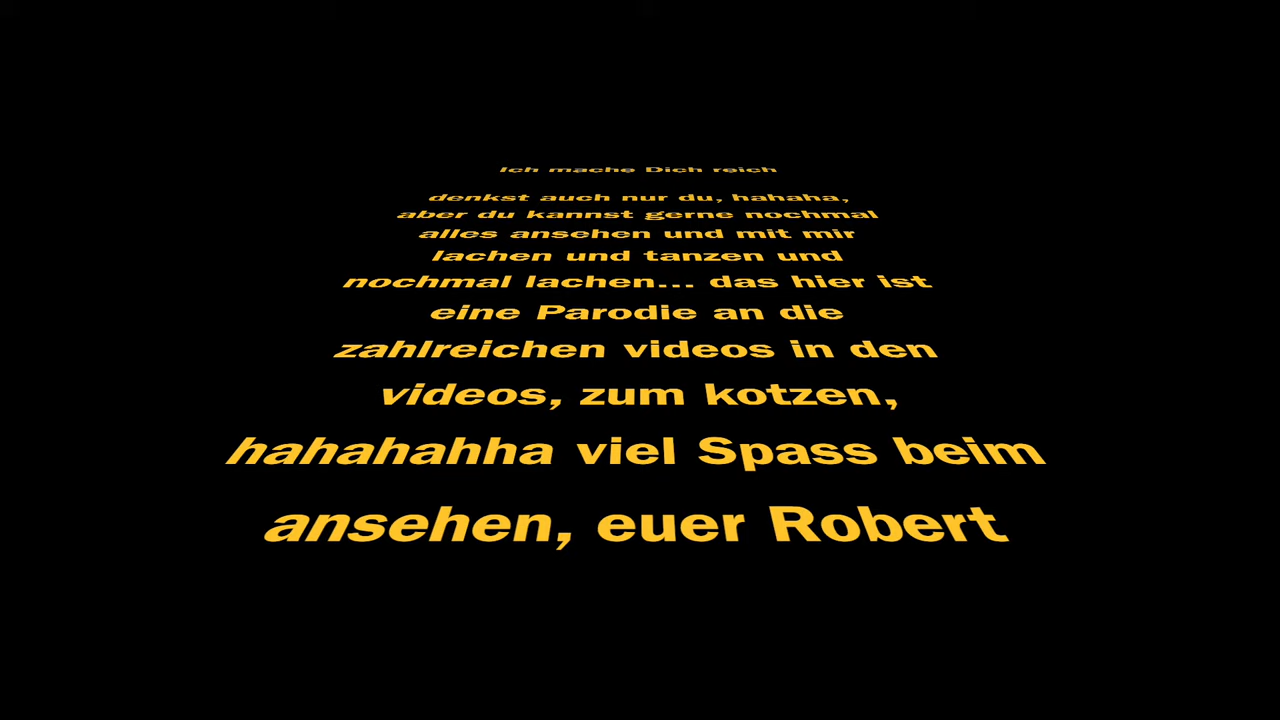 Ich mache Dich reich
denkst auch nur du, hahaha,
aber du kannst gerne nochmal
alles ansehen und mit mir
lachen und tanzen und
nochmal lachen... das hier ist
eine Parodie an die
zahlreichen videos in den
videos, zum kotzen,
hahahahha viel Spass beim
ansehen, euer Robert